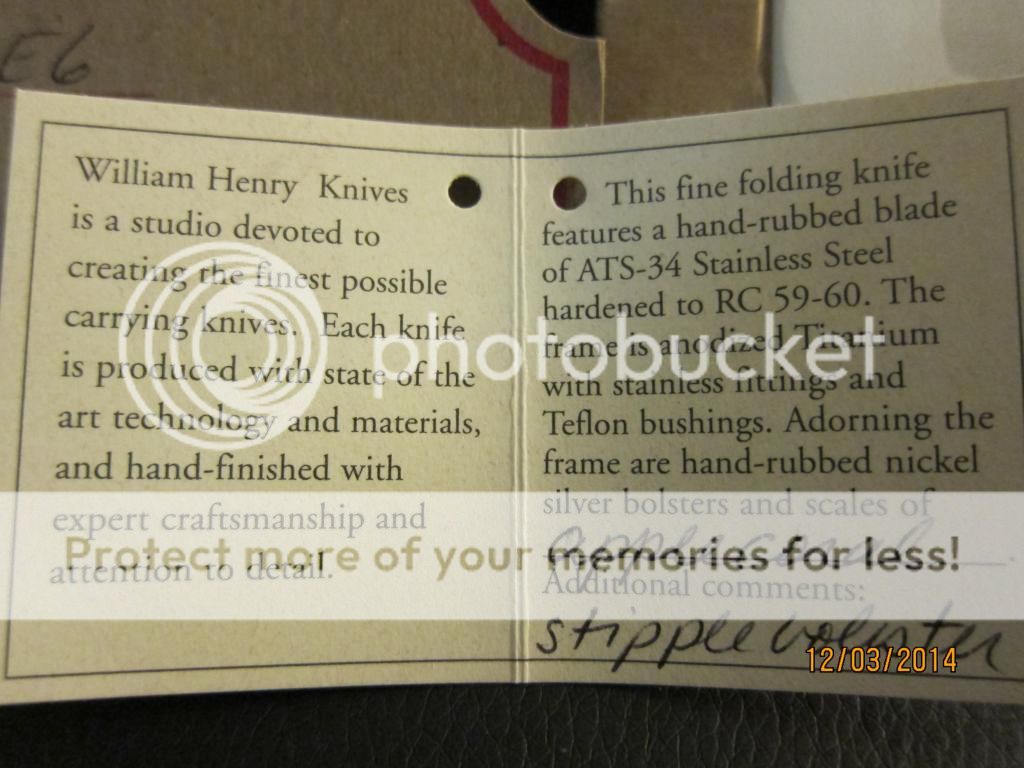 E6
William Henry Knives
is a studio devoted to
creating the finest possible
carrying knives. Each knife
is produced with state of the
art technology and materials,
and hand-finished with
expert craftsmanship and
attention to detail.
This fine folding knife
features a hand-rubbed blade
of ATS-34 Stainless Steel
hardened to RC 59-60. The
frame is anodized Titanium
with stainless fittings and
Teflon bushings. Adorning the
frame are hand-rubbed nickel
silver bolsters and scales of
apple coral
Additional comments:
stipple bolster
photobucket
Protect more of your memories for less!
12/03/2014